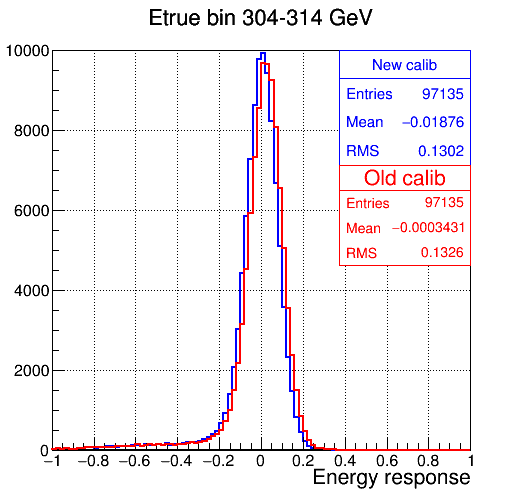 Etrue bin 304-314 GeV
10000
8000
6000
4000
2000
0
New calib
Entries 97135
Mean −0.01876
RMS 0.1302
Old calib
Entries 97135
Mean −0.0003431
RMS 0.1326
−1 −0.8 −0.6 −0.4 −0.2 0 0.2 0.4 0.6 0.8 1
Energy response